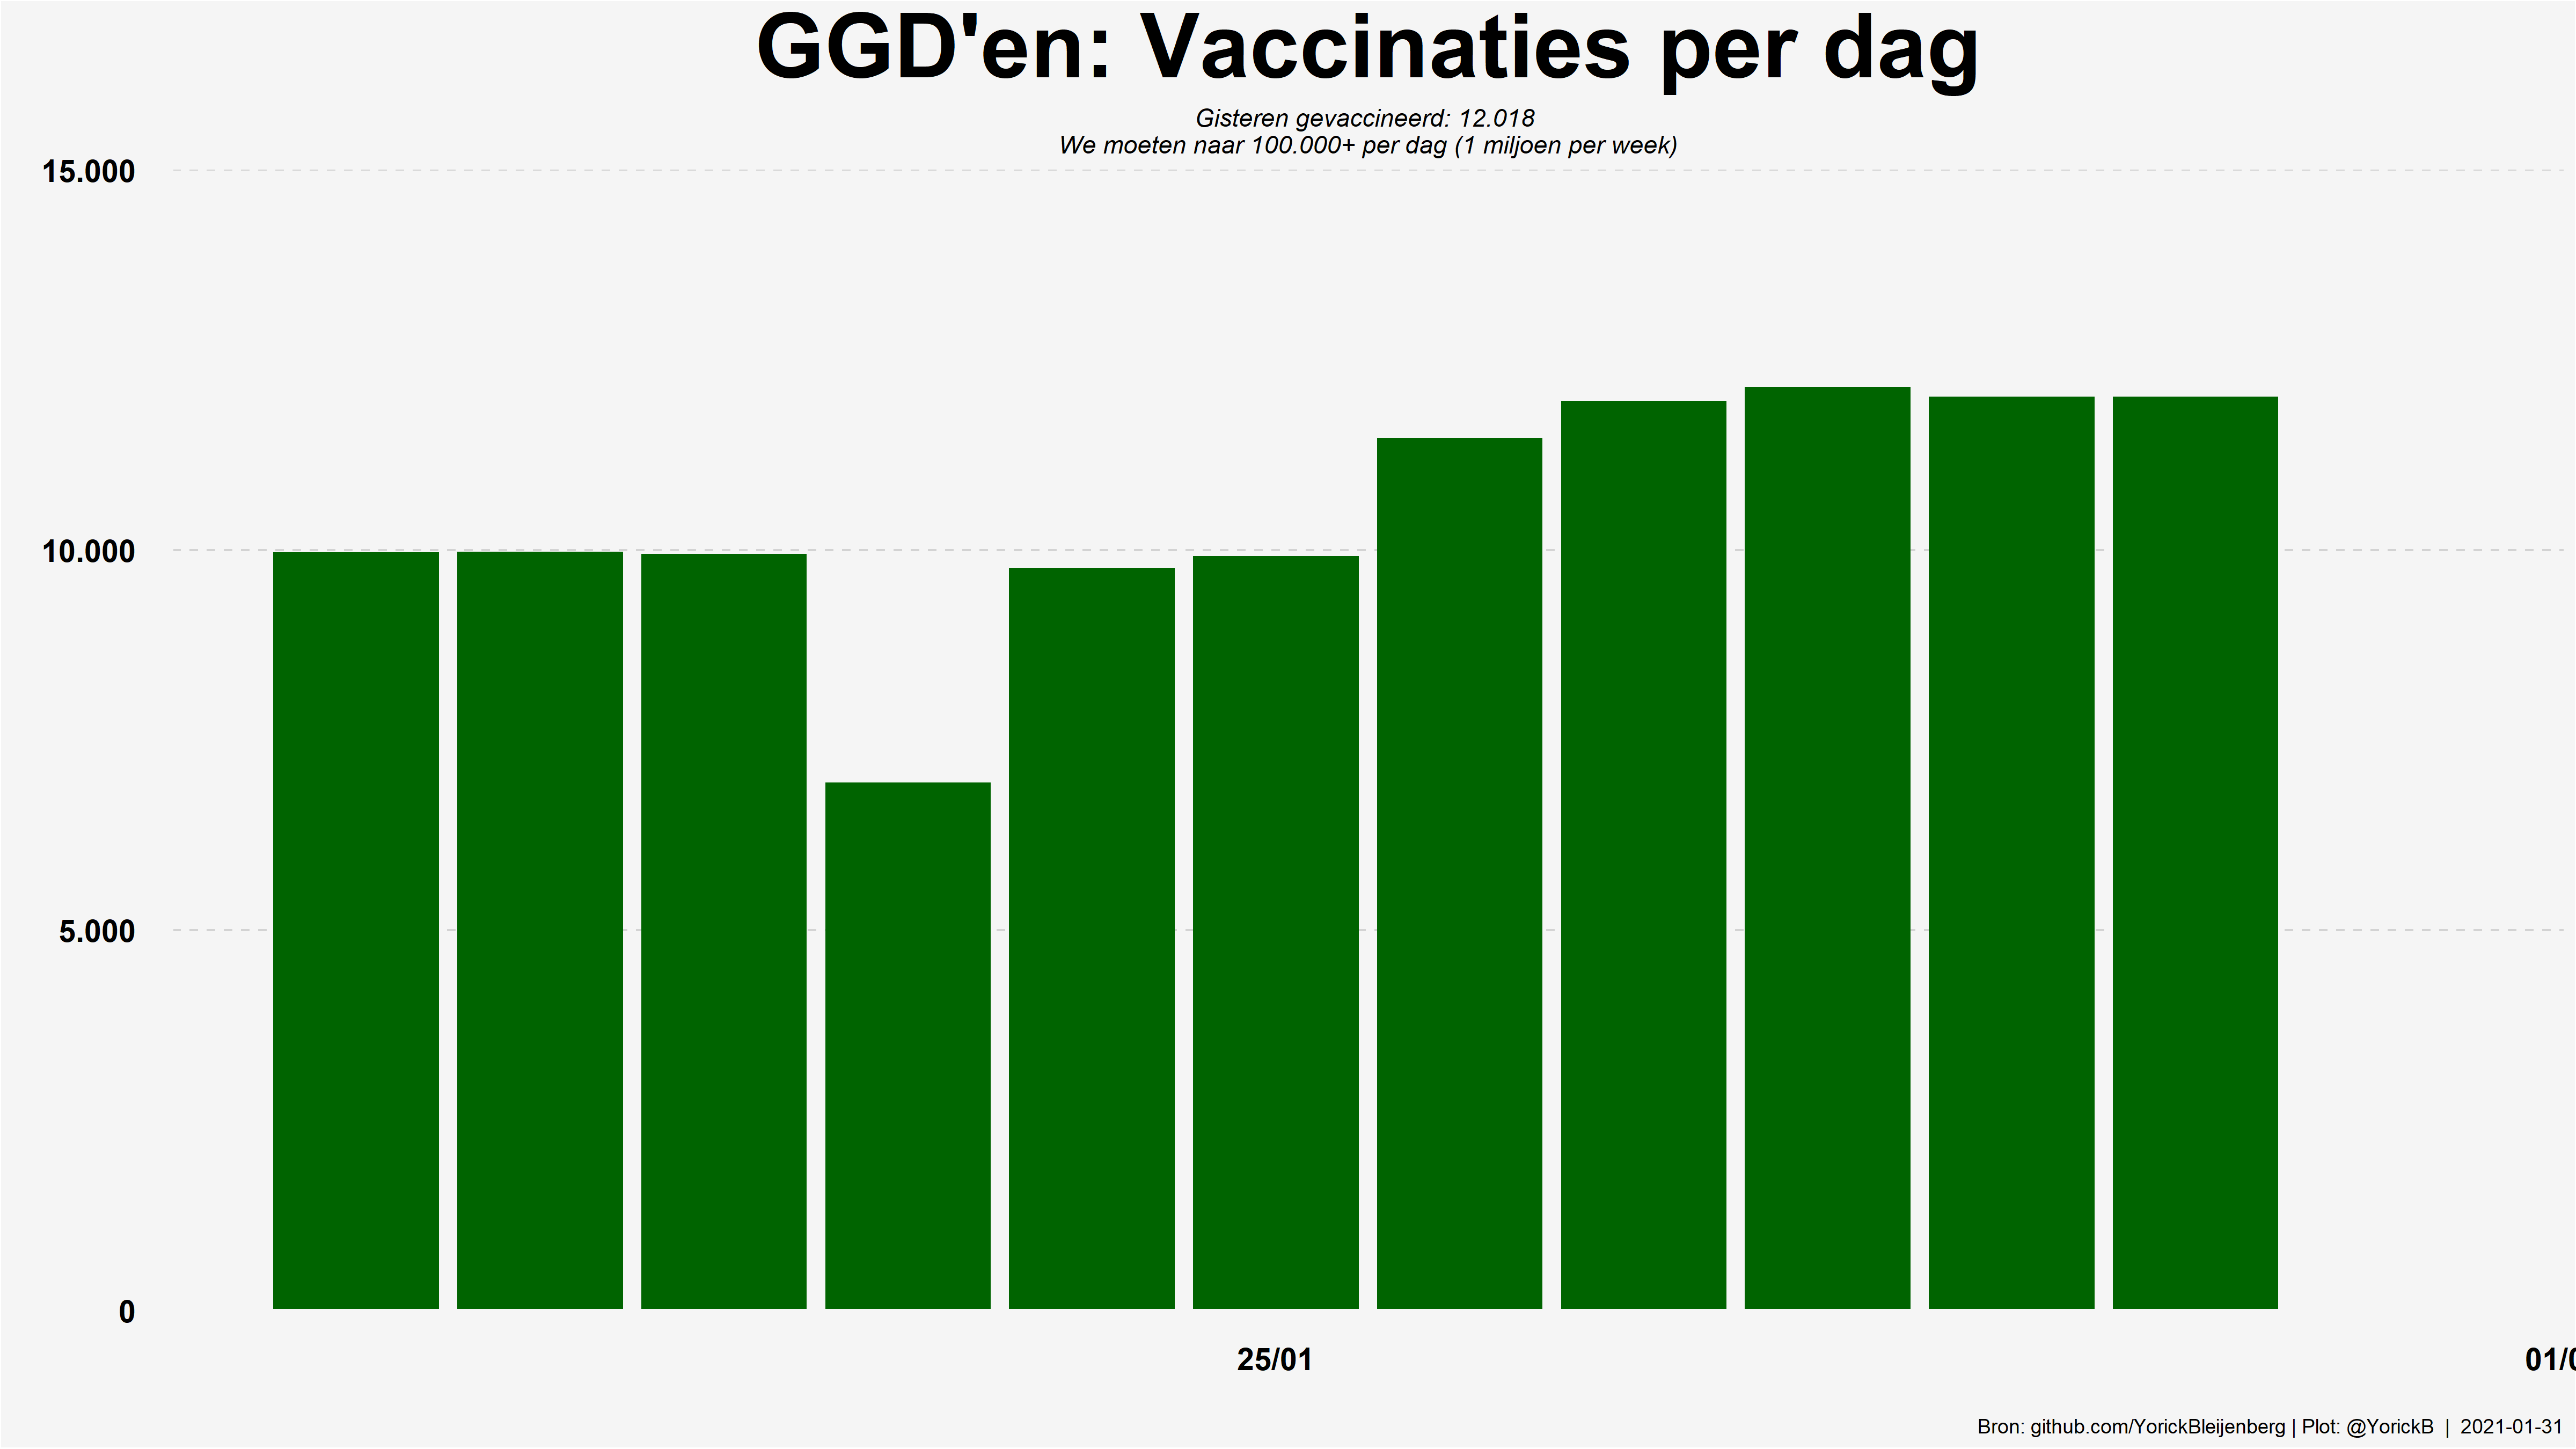 GGD'en: Vaccinaties per dag
Gisteren gevaccineerd: 12.018
We moeten naar 100.000+ per dag (1 miljoen per week)
15.000
10.000
5.000
0
25/01
01/0
Bron: github.com/YorickBleijenberg | Plot: @YorickB | 2021-01-31